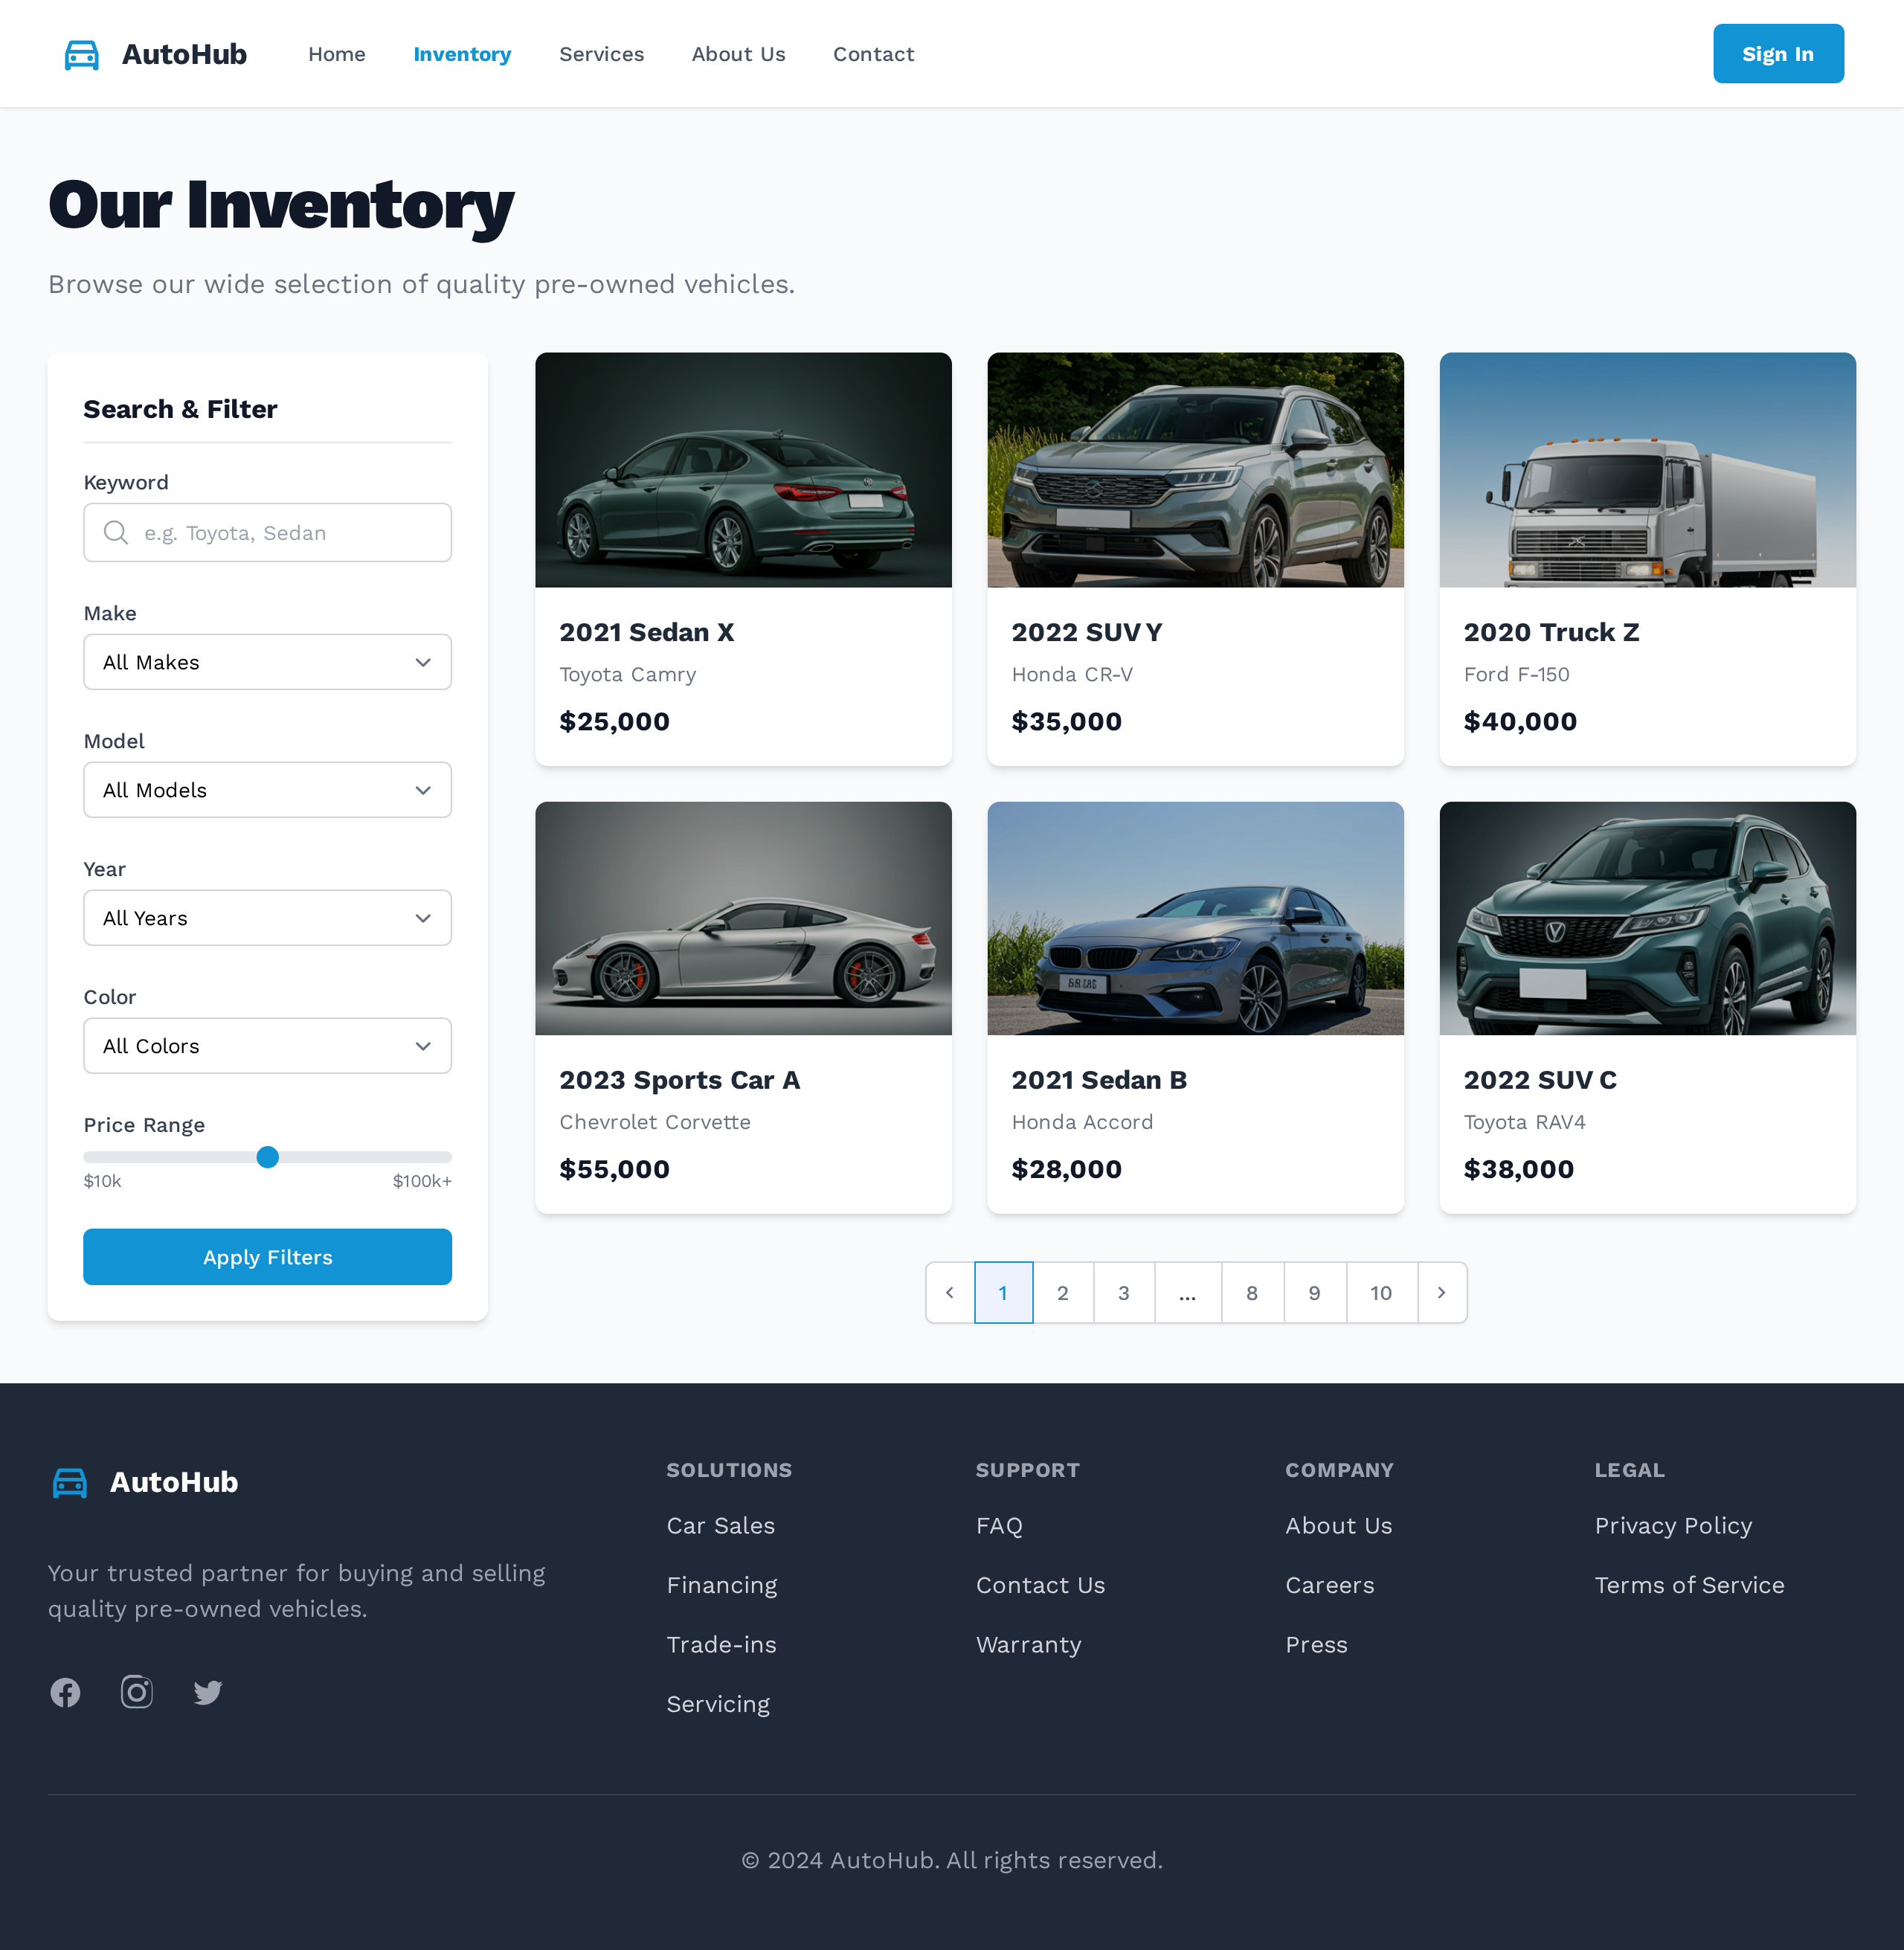 AutoHub
Home
Inventory
Services
About Us
Contact
Sign In
Our Inventory
Browse our wide selection of quality pre-owned vehicles.
Search & Filter
Keyword
e.g. Toyota, Sedan
Make
All Makes
Model
All Models
Year
All Years
Color
All Colors
Price Range
$10k
$100k+
Apply Filters
2021 Sedan X
Toyota Camry
$25,000
2022 SUV Y
Honda CR-V
$35,000
2020 Truck Z
Ford F-150
$40,000
2023 Sports Car A
Chevrolet Corvette
$55,000
2021 Sedan B
Honda Accord
$28,000
2022 SUV C
Toyota RAV4
$38,000
1
2
3
...
8
9
10
AutoHub
Your trusted partner for buying and selling
quality pre-owned vehicles.
SOLUTIONS
Car Sales
Financing
Trade-ins
Servicing
SUPPORT
FAQ
Contact Us
Warranty
COMPANY
About Us
Careers
Press
LEGAL
Privacy Policy
Terms of Service
© 2024 AutoHub. All rights reserved.